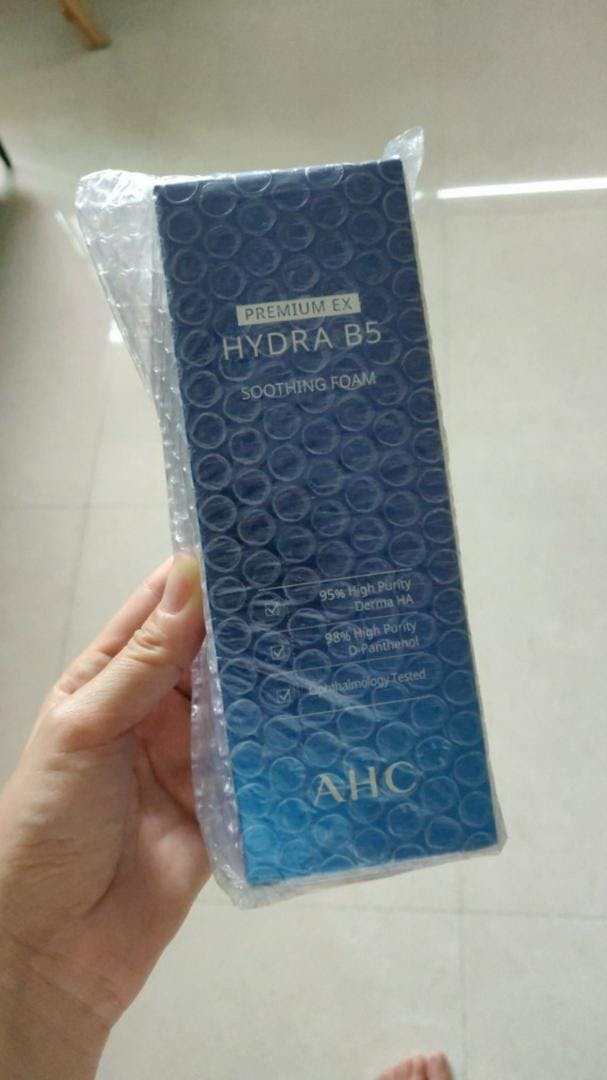 PREMIUM EX
HYDRA B5
SOOTHING FOAM
95% High Purity
Derma HA
98% High Purity
D-Panthenol
Ophthalmology Tested
AHC